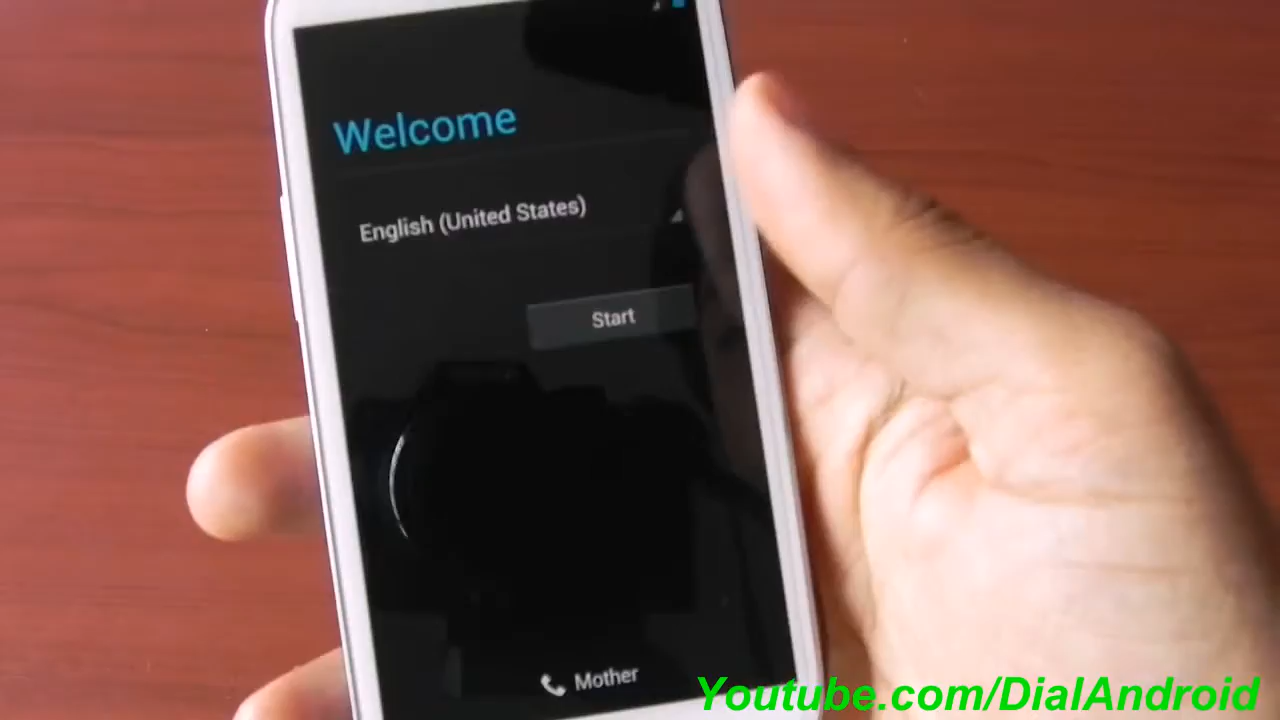 Welcome
English (United States)
Start
Mother
Youtube.com/DialAndroid